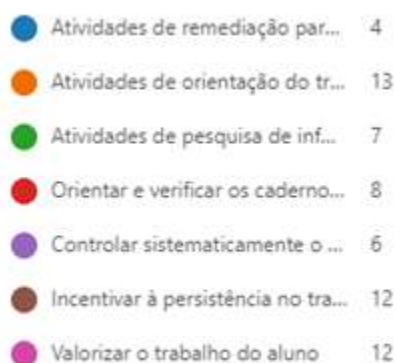 Atividades de remediação par... 4
Atividades de orientação do tr... 13
Atividades de pesquisa de inf... 7
Orientar e verificar os caderno... 8
Controlar sistematicamente o ... 6
Incentivar à persistência no tra... 12
Valorizar o trabalho do aluno 12